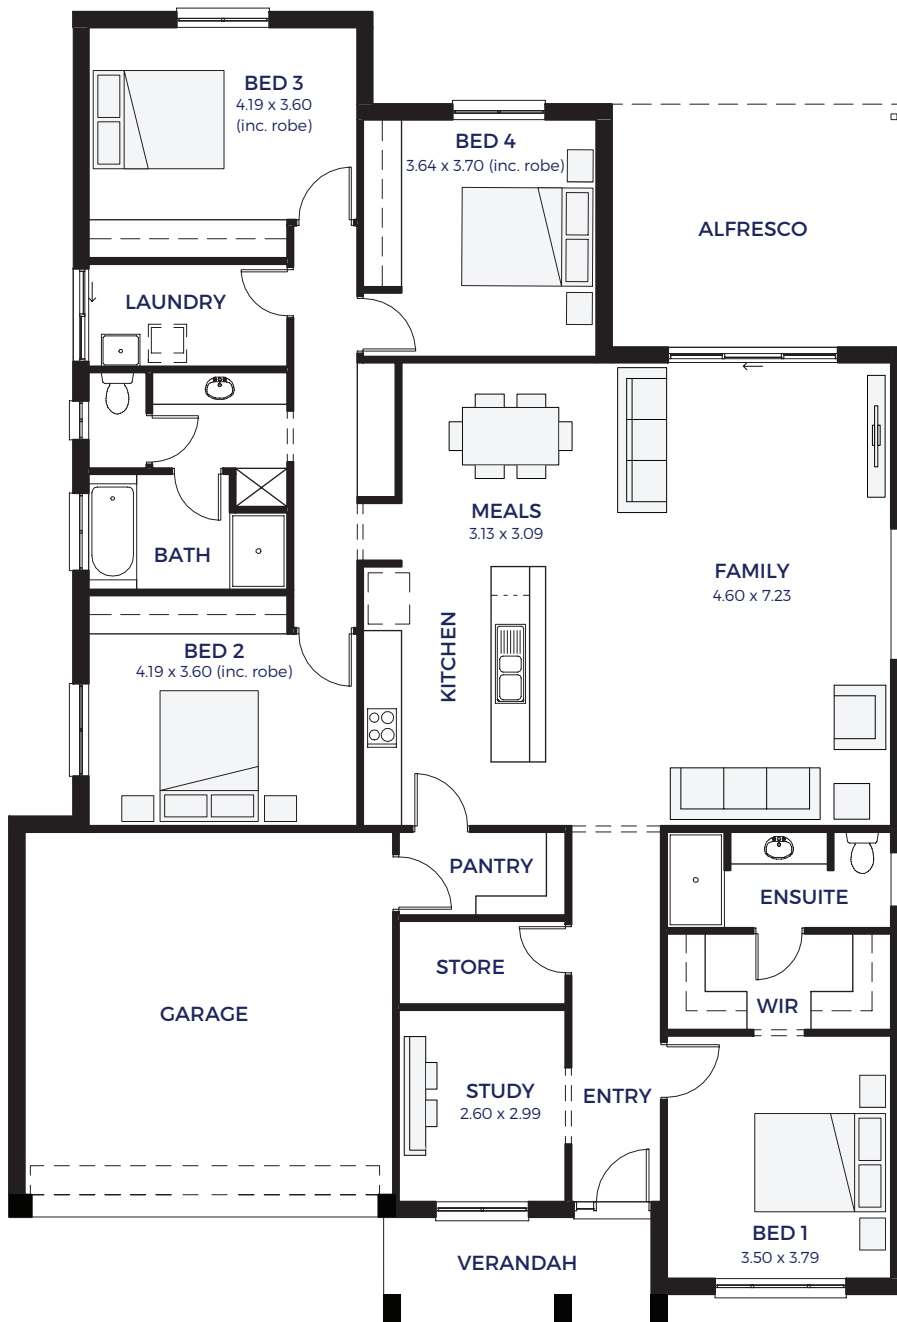 BED 3
4.19 x 3.60
(inc. robe)
BED 4
3.64 x 3.70 (inc. robe)
ALFRESCO
LAUNDRY
MEALS
3.13 x 3.09
BATH
FAMILY
4.60 x 7.23
KITCHEN
BED 2
4.19 x 3.60 (inc. robe)
PANTRY
ENSUITE
STORE
WIR
GARAGE
STUDY
2.60 x 2.99
ENTRY
BED 1
3.50 x 3.79
VERANDAH